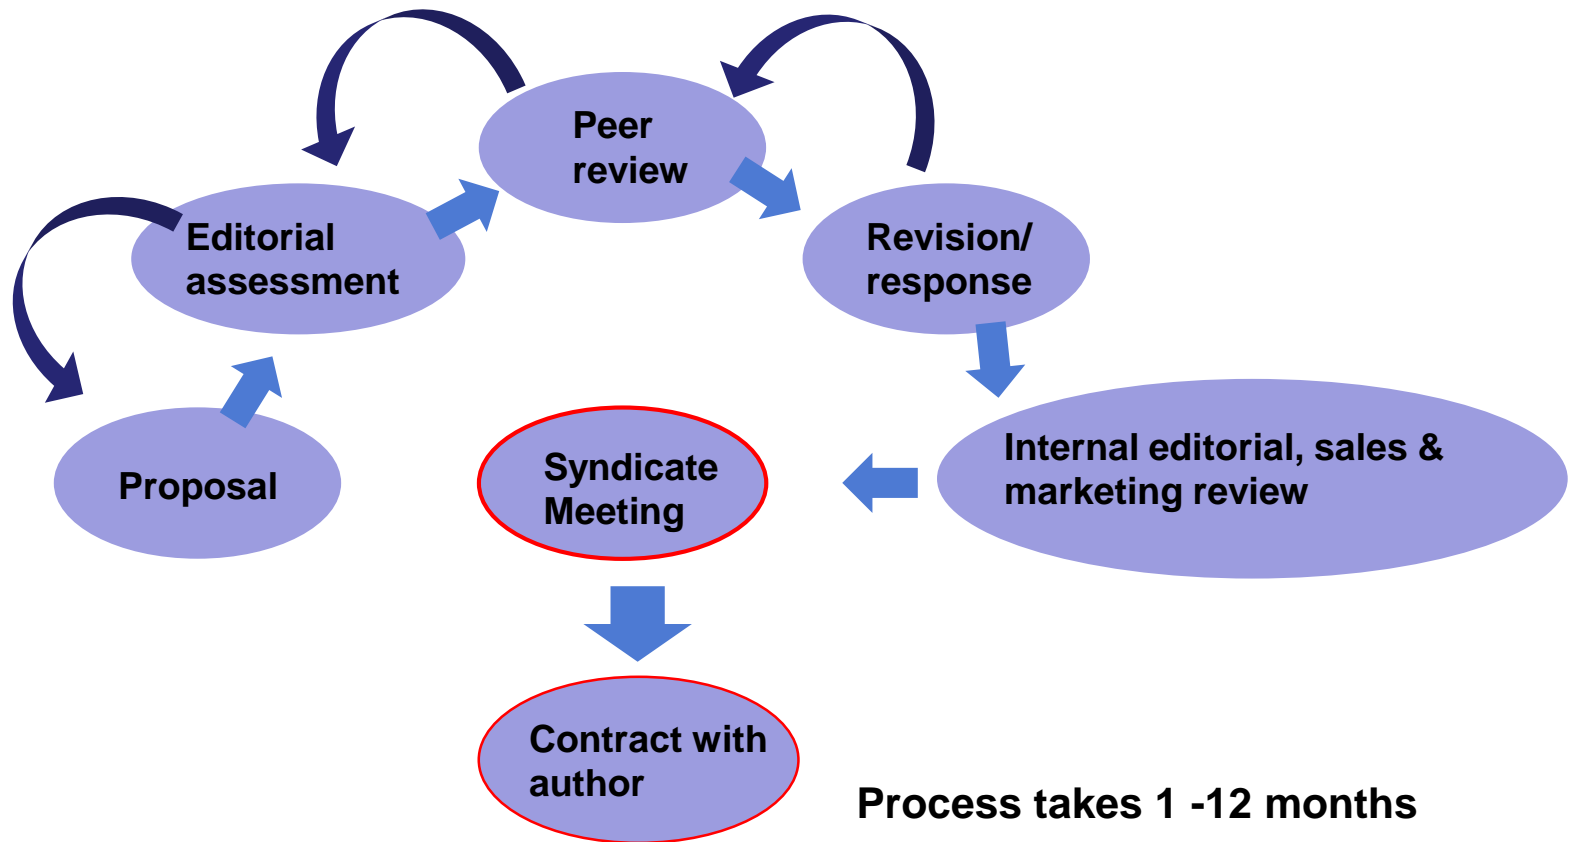 Peer
review
Editorial
assessment
Revision/
response
Proposal
Syndicate
Meeting
Internal editorial, sales &
marketing review
Contract with
author
Process takes 1 -12 months